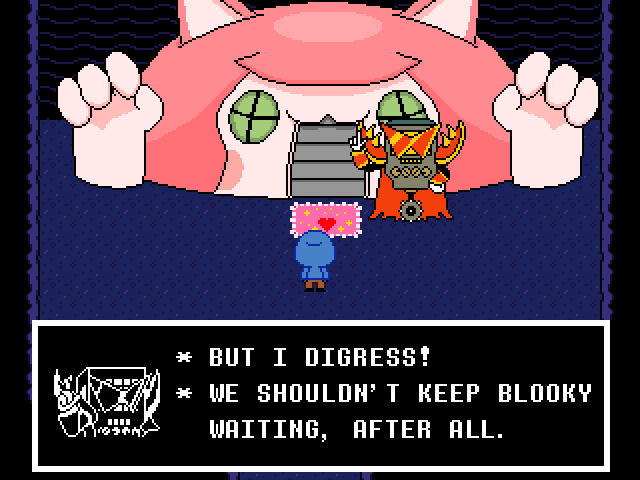 * BUT I DIGRESS!
* WE SHOULDN'T KEEP BLOOKY
WAITING, AFTER ALL.